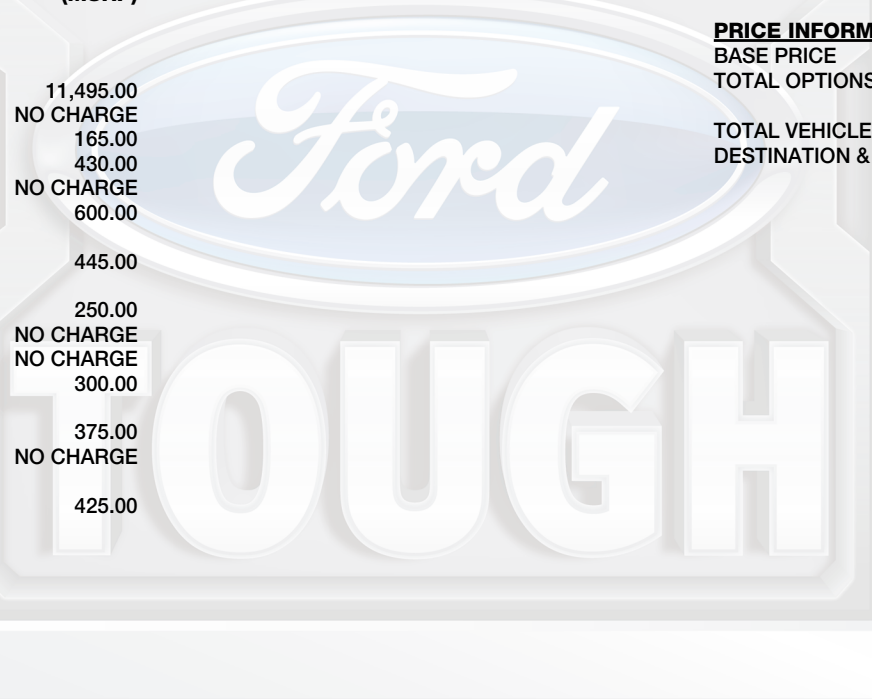 11,495.00
NO CHARGE
165.00
430.00
NO CHARGE
600.00
445.00
250.00
NO CHARGE
NO CHARGE
300.00
375.00
NO CHARGE
425.00
PRICE
BASE PRICE
TOTAL OPTIONS
TOTAL VEHICLE
DESTINATION &
Ford
TOUGH